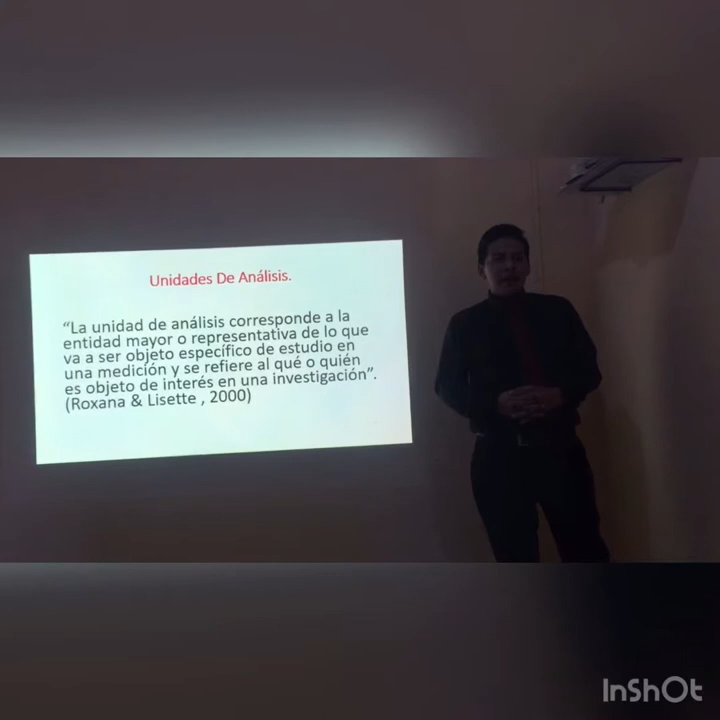 Unidades De Análisis.
“La unidad de análisis corresponde a la
entidad mayor o representativa de lo que
va a ser objeto específico de estudio en
una medición y se refiere al qué o quién
es objeto de interés en una investigación”.
(Roxana & Lisette , 2000)
InShOt